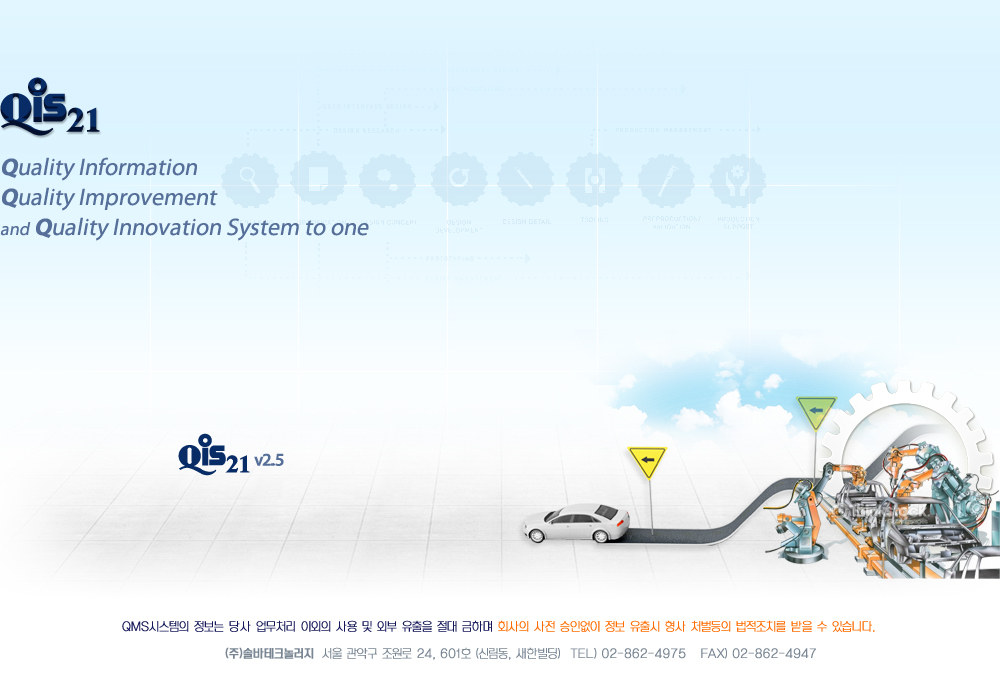 QiS21
Quality Information
Quality Improvement
and Quality Innovation System to one
QiS21 v2.5
QMS시스템의 정보는 당사 업무처리 이외의 사용 및 외부 유출을 절대 금하며 회사의 사전 승인없이 정보 유출시 형사 처벌등의 법적조치를 받을 수 있습니다.
(주)솔바테크놀러지 서울 관악구 조원로 24, 601호 (신림동, 새한빌딩) TEL) 02-862-4975 FAX) 02-862-4947